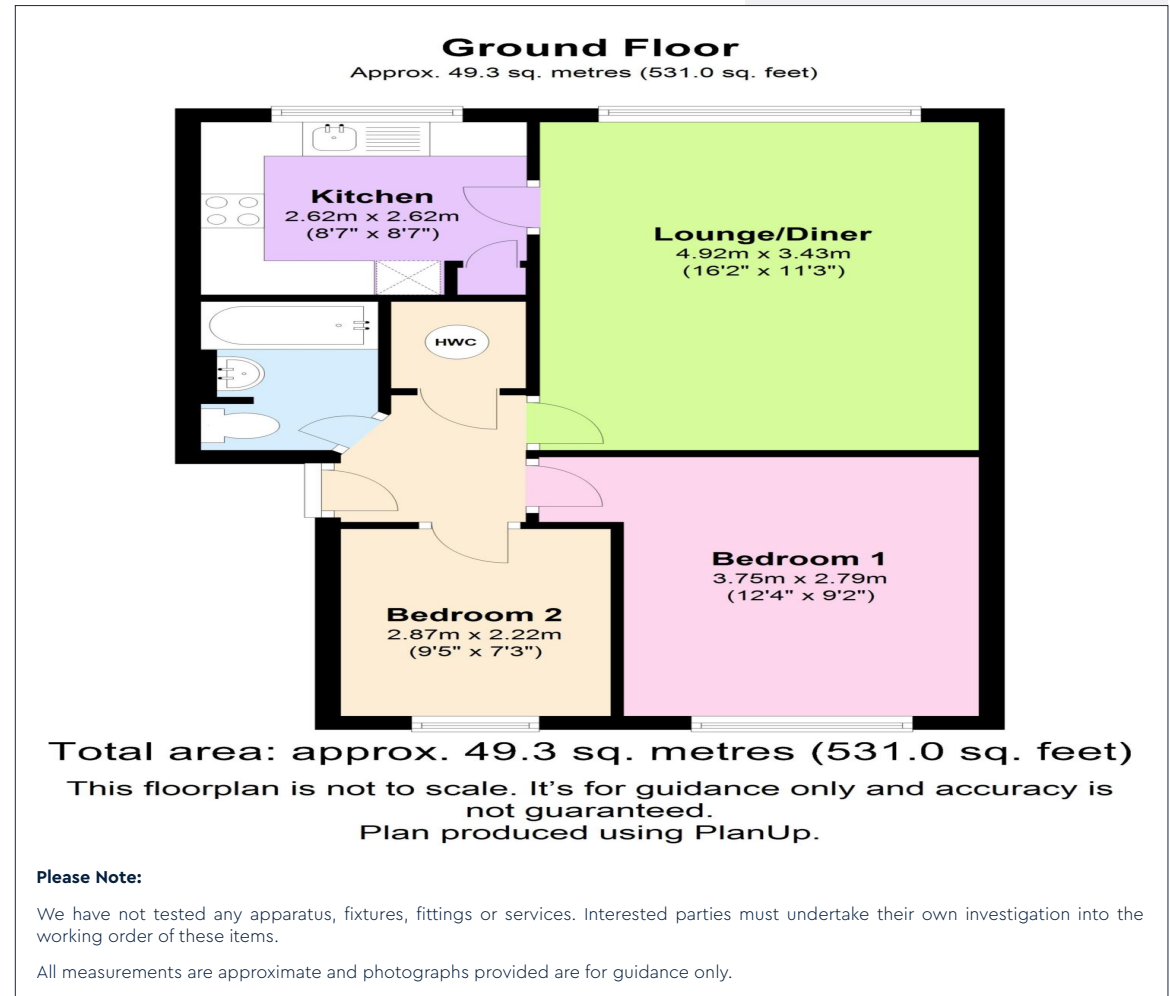 Ground Floor
Approx. 49.3 sq. metres (531.0 sq. feet)
Kitchen
2.62m x 2.62m
(8'7" x 8'7")
Lounge/Diner
4.92m x 3.43m
(16'2" x 11'3")
HWC
Bedroom 1
3.75m x 2.79m
(12'4" x 9'2")
Bedroom 2
2.87m x 2.22m
(9'5" x 7'3")
Total area: approx. 49.3 sq. metres (531.0 sq. feet)
This floorplan is not to scale. It's for guidance only and accuracy is
not guaranteed.
Plan produced using PlanUp.
Please Note:
We have not tested any apparatus, fixtures, fittings or services. Interested parties must undertake their own investigation into the
working order of these items.
All measurements are approximate and photographs provided are for guidance only.